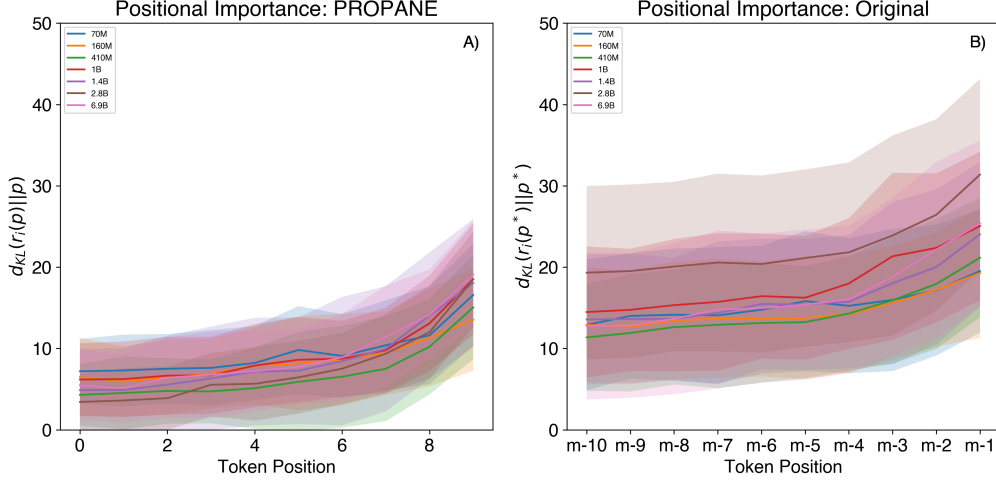 Positional Importance: PROPANE
A)
70M
160M
410M
1B
1.4B
2.8B
6.9B
50
40
30
20
10
0
d_KL(r_i(p)||p)
0 2 4 6 8
Token Position
Positional Importance: Original
B)
70M
160M
410M
1B
1.4B
2.8B
6.9B
50
40
30
20
10
0
d_KL(r_i(p*)||p*)
m-10 m-9 m-8 m-7 m-6 m-5 m-4 m-3 m-2 m-1
Token Position